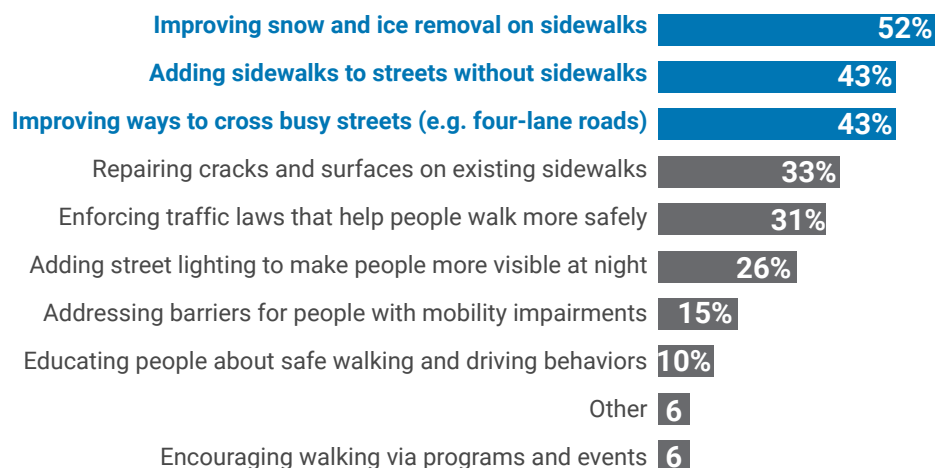 Improving snow and ice removal on sidewalks 52%
Adding sidewalks to streets without sidewalks 43%
Improving ways to cross busy streets (e.g. four-lane roads) 43%
Repairing cracks and surfaces on existing sidewalks 33%
Enforcing traffic laws that help people walk more safely 31%
Adding street lighting to make people more visible at night 26%
Addressing barriers for people with mobility impairments 15%
Educating people about safe walking and driving behaviors 10%
Other 6
Encouraging walking via programs and events 6